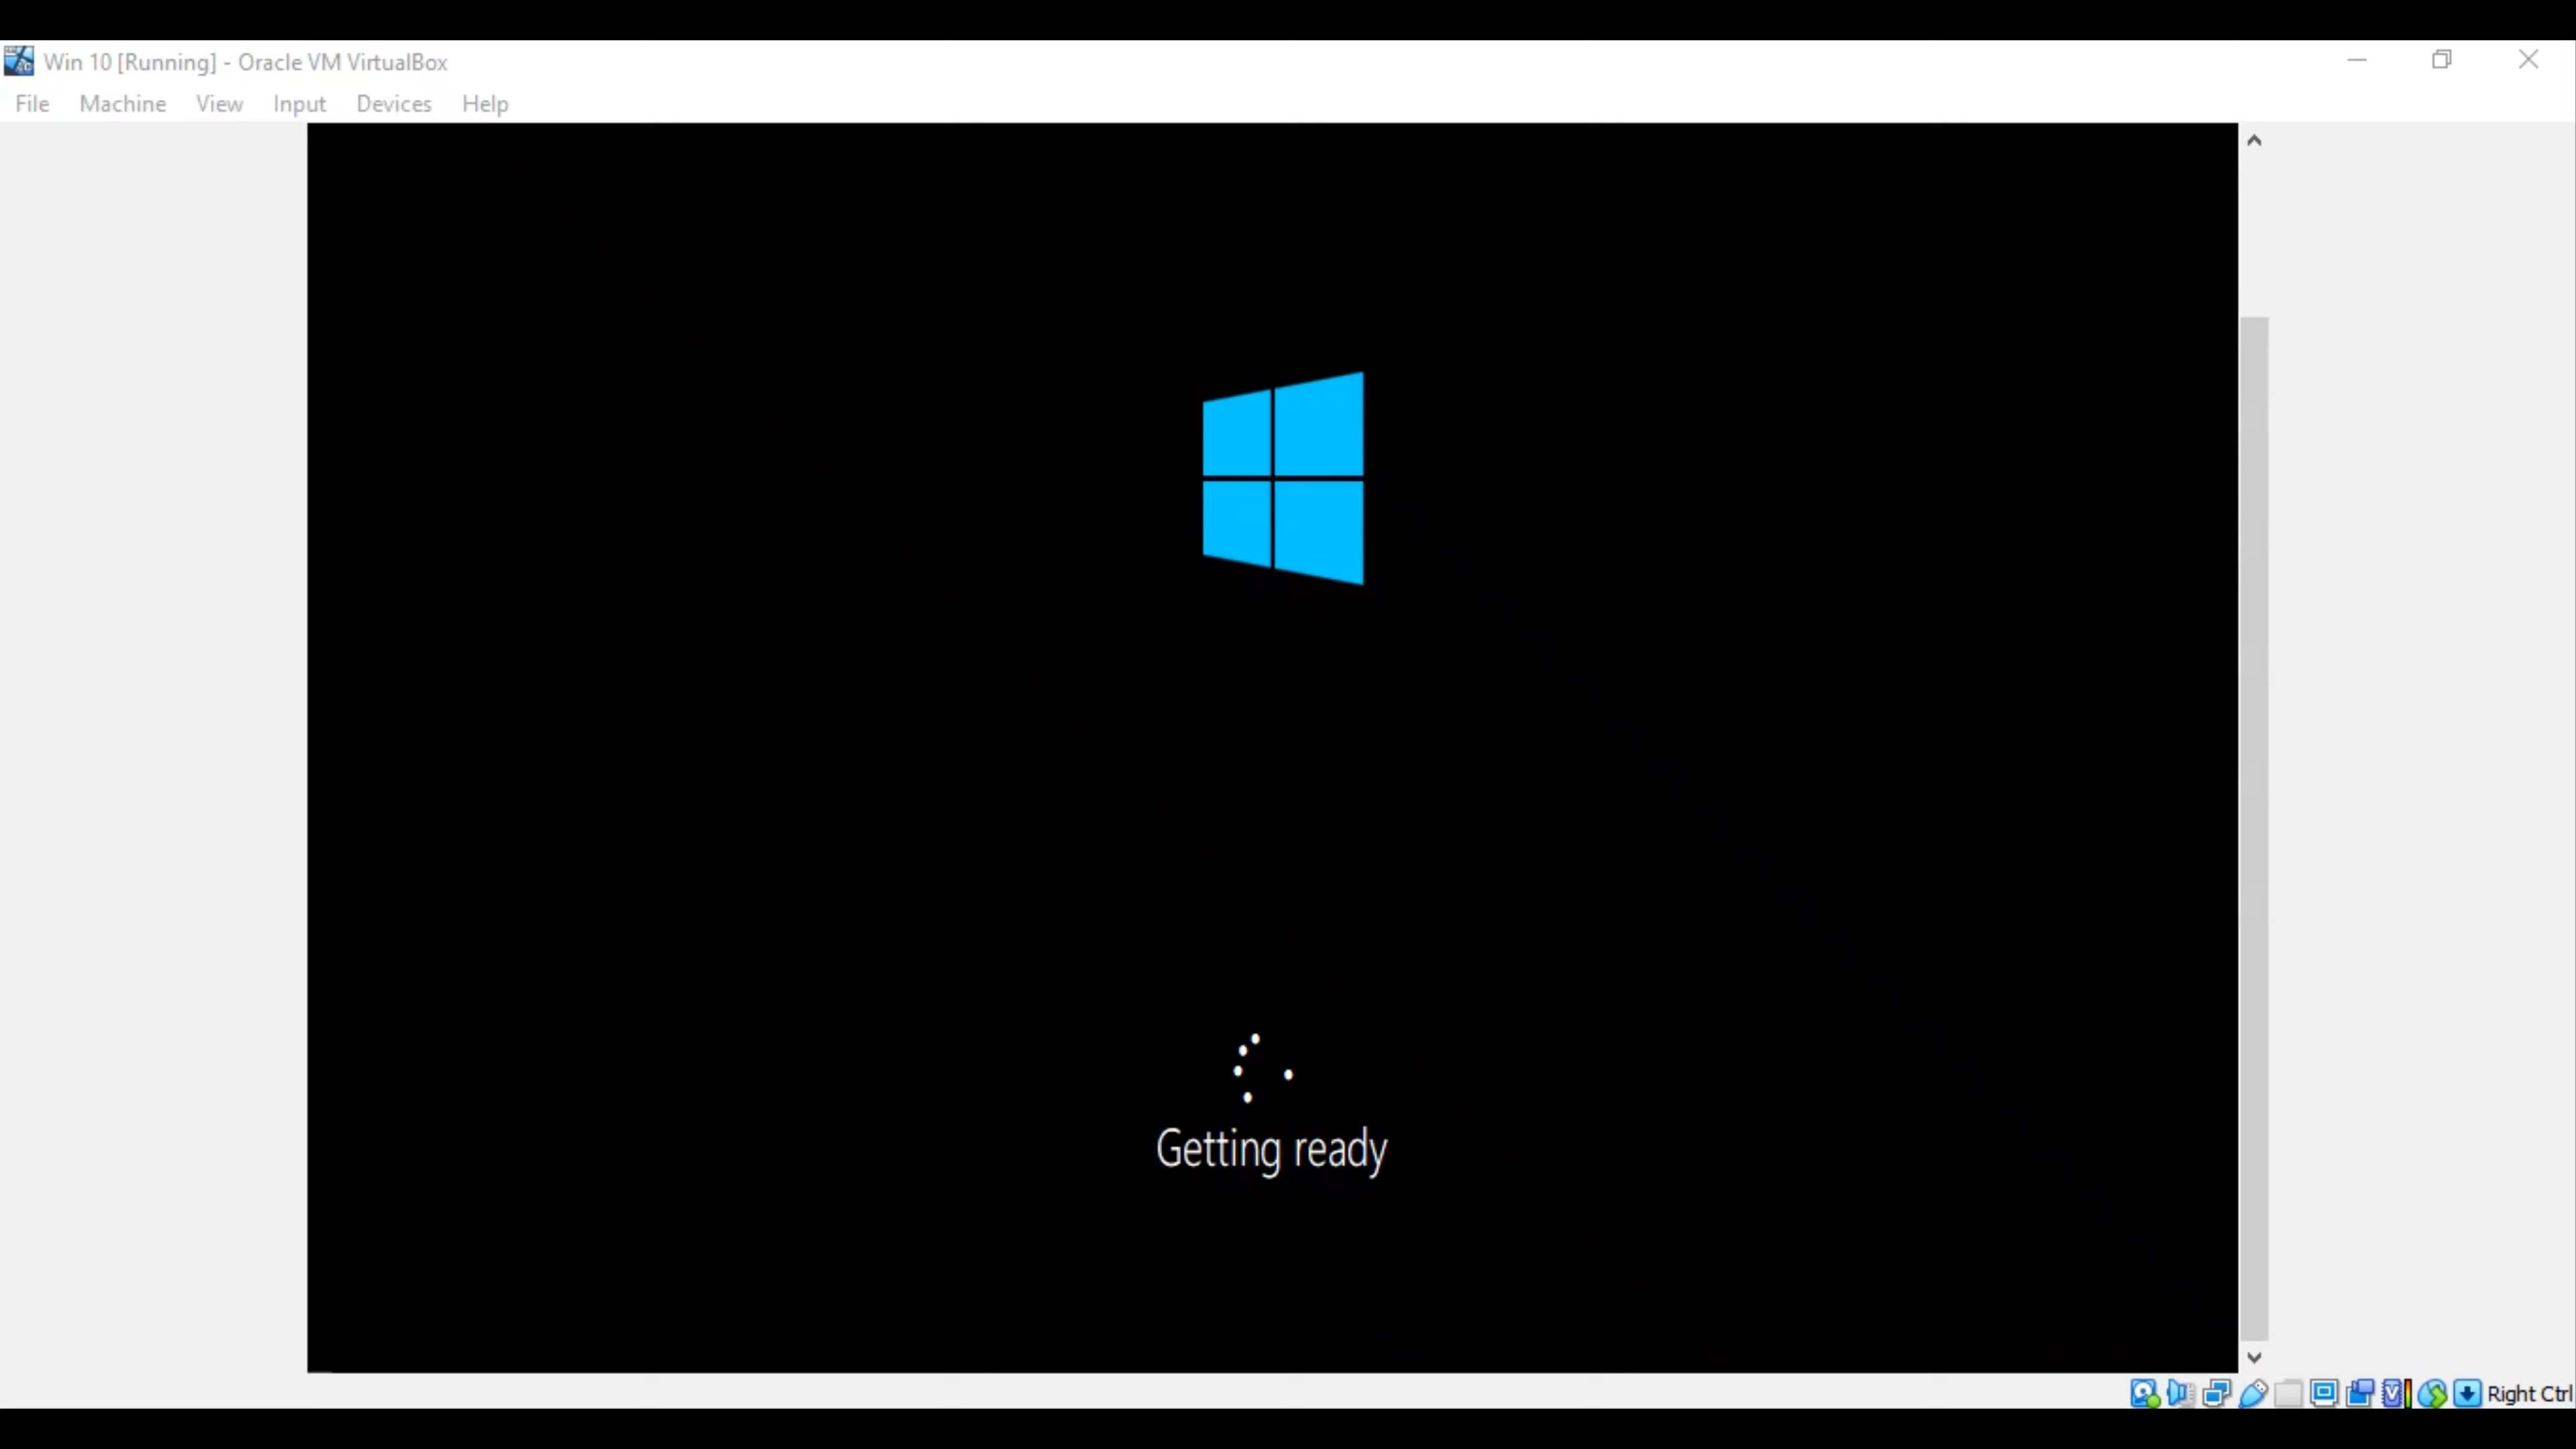 Win 10 [Running] - Oracle VM VirtualBox
File Machine View Input Devices Help
Getting ready
Right Ctrl